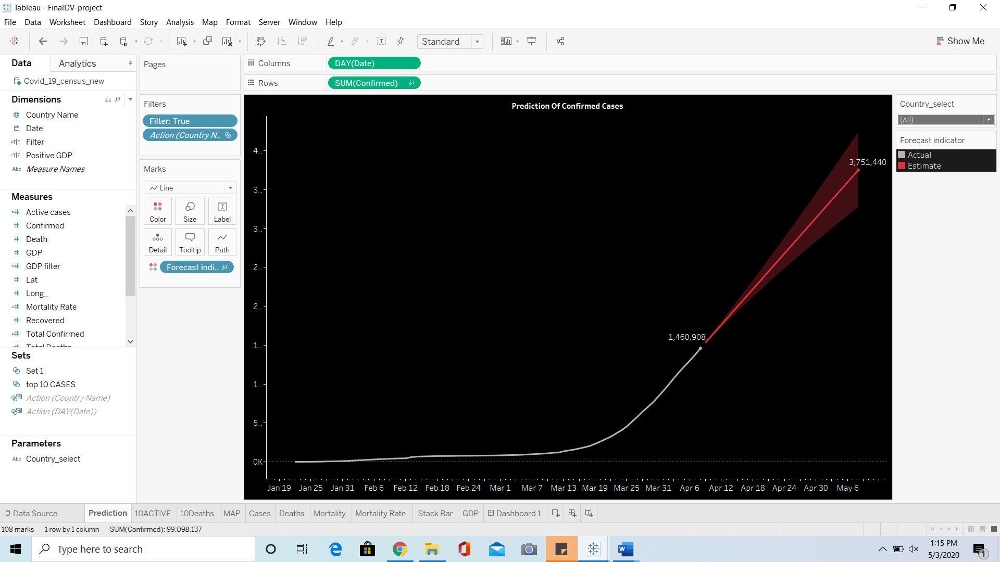 Tableau - FinalDV-project
File Data Worksheet Dashboard Story Analysis Map Format Server Window Help
Standard
Show Me
Data Analytics
Covid_19_census_new
Dimensions
Country Name
Date
=T|F Filter
=T|F Positive GDP
Abc Measure Names
Measures
Active cases
Confirmed
Death
GDP
GDP filter
Lat
Long_
Mortality Rate
Recovered
Total Confirmed
Total Deaths
Sets
Set 1
top 10 CASES
Action (Country Name)
Action (DAY(Date))
Parameters
Abc Country_select
Pages
Filters
Filter: True
Action (Country N..
Marks
Line
Color Size Label
Detail Tooltip Path
Forecast indi..
Columns DAY(Date)
Rows SUM(Confirmed)
Prediction Of Confirmed Cases
4..
3..
3..
2..
2..
1..
1..
5..
0K
3,751,440
1,460,908
Jan 19 Jan 25 Jan 31 Feb 6 Feb 12 Feb 18 Feb 24 Mar 1 Mar 7 Mar 13 Mar 19 Mar 25 Mar 31 Apr 6 Apr 12 Apr 18 Apr 24 Apr 30 May 6
Country_select
(All)
Forecast indicator
Actual
Estimate
Data Source Prediction 10ACTIVE 10Deaths MAP Cases Deaths Mortality Mortality Rate Stack Bar GDP Dashboard 1
108 marks 1 row by 1 column SUM(Confirmed): 99,098,137
Type here to search
1:15 PM
5/3/2020
1